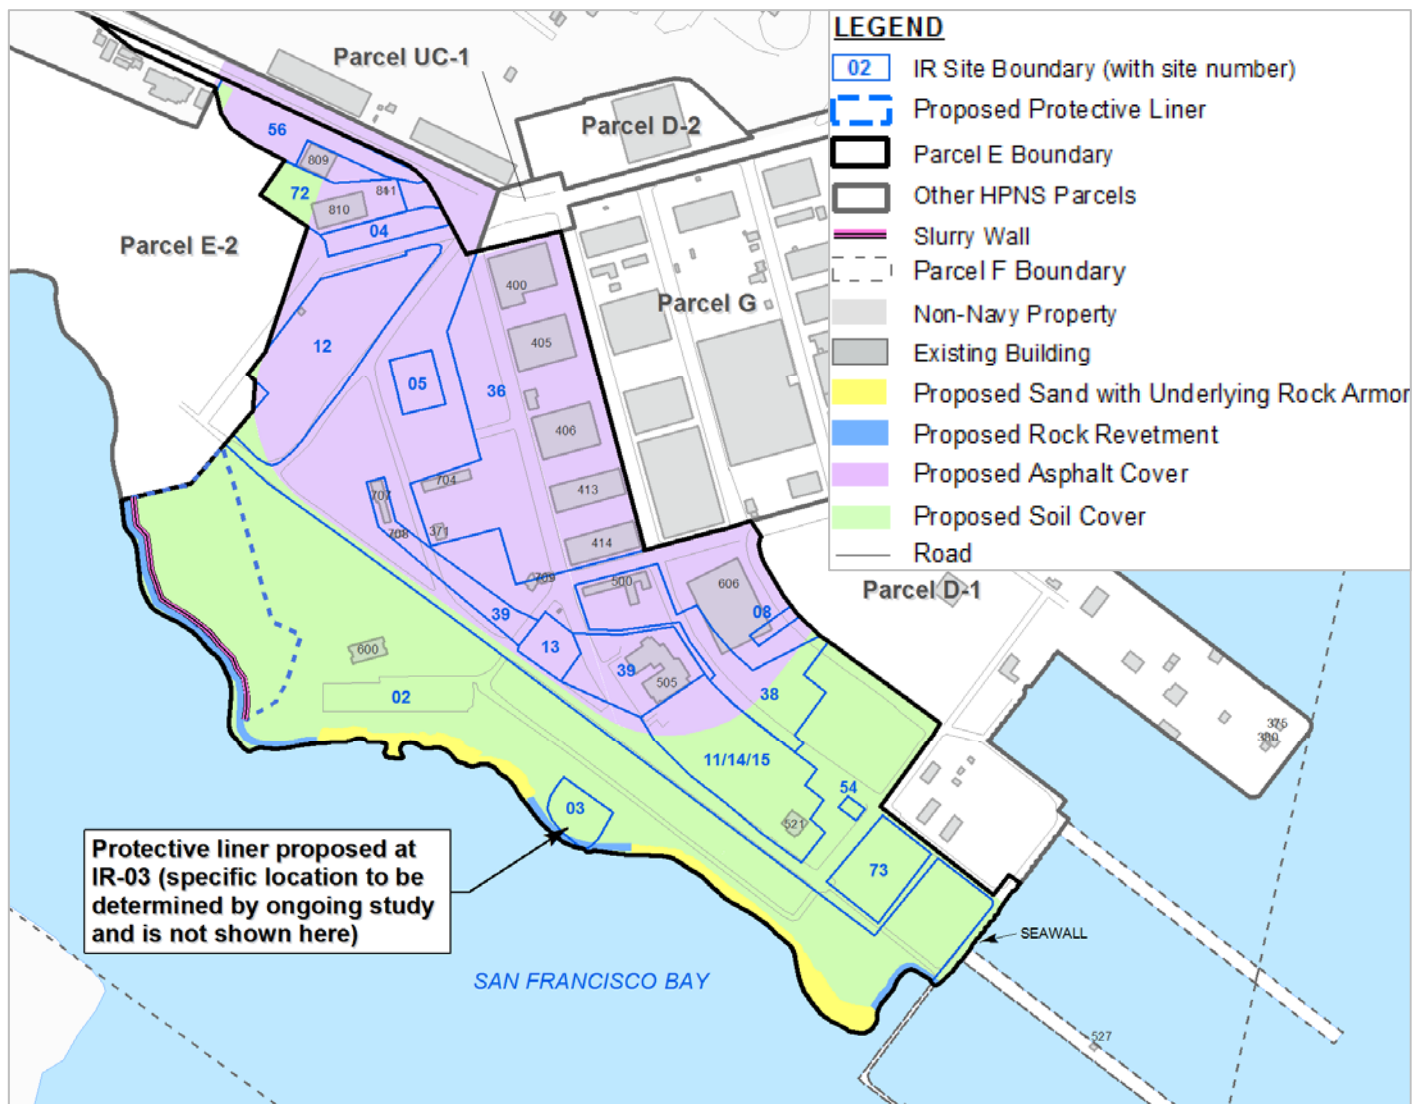 LEGEND
02 IR Site Boundary (with site number)
Proposed Protective Liner
Parcel E Boundary
Other HPNS Parcels
Slurry Wall
Parcel F Boundary
Non-Navy Property
Existing Building
Proposed Sand with Underlying Rock Armor
Proposed Rock Revetment
Proposed Asphalt Cover
Proposed Soil Cover
Road
Parcel UC-1
Parcel D-2
56
809
72
811
810
04
Parcel E-2
400
Parcel G
12
405
05
36
406
704
707
413
371
708
414
709
500
606
Parcel D-1
39
08
13
600
39
505
02
38
375
380
11/14/15
54
03
521
Protective liner proposed at
IR-03 (specific location to be
determined by ongoing study
and is not shown here)
73
SEAWALL
SAN FRANCISCO BAY
527